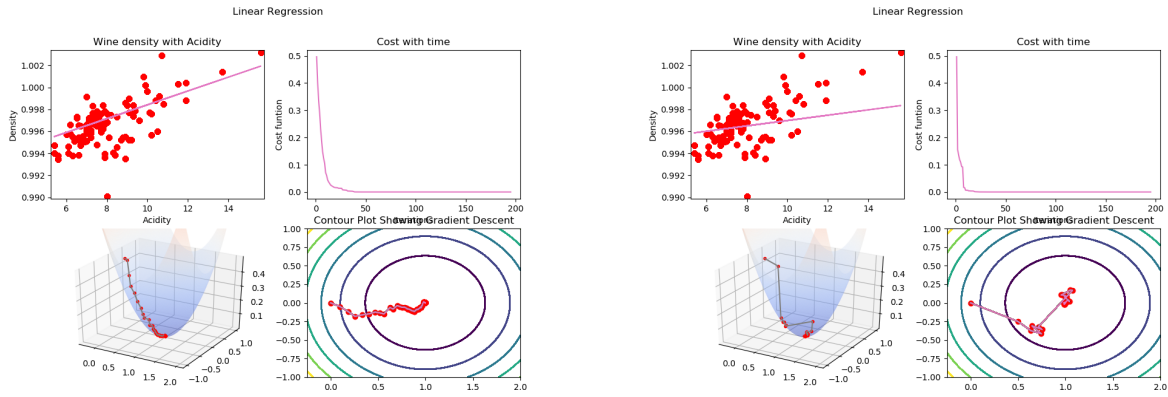 Linear Regression
Wine density with Acidity
Density
1.002
1.000
0.998
0.996
0.994
0.992
0.990
6 8 10 12 14
Acidity
Cost with time
Cost funtion
0.5
0.4
0.3
0.2
0.1
0.0
0 50 100 150 200
0.4
0.3
0.2
0.1
0.0 0.5 1.0 1.5 2.0
−1.0 −0.5 0.0 0.5 1.0
Contour Plot Showing Gradient Descent
1.00
0.75
0.50
0.25
0.00
−0.25
−0.50
−0.75
−1.00
0.0 0.5 1.0 1.5 2.0
Linear Regression
Wine density with Acidity
Density
1.002
1.000
0.998
0.996
0.994
0.992
0.990
6 8 10 12 14
Acidity
Cost with time
Cost funtion
0.5
0.4
0.3
0.2
0.1
0.0
0 50 100 150 200
0.4
0.3
0.2
0.1
0.0 0.5 1.0 1.5 2.0
−1.0 −0.5 0.0 0.5 1.0
Contour Plot Showing Gradient Descent
1.00
0.75
0.50
0.25
0.00
−0.25
−0.50
−0.75
−1.00
0.0 0.5 1.0 1.5 2.0